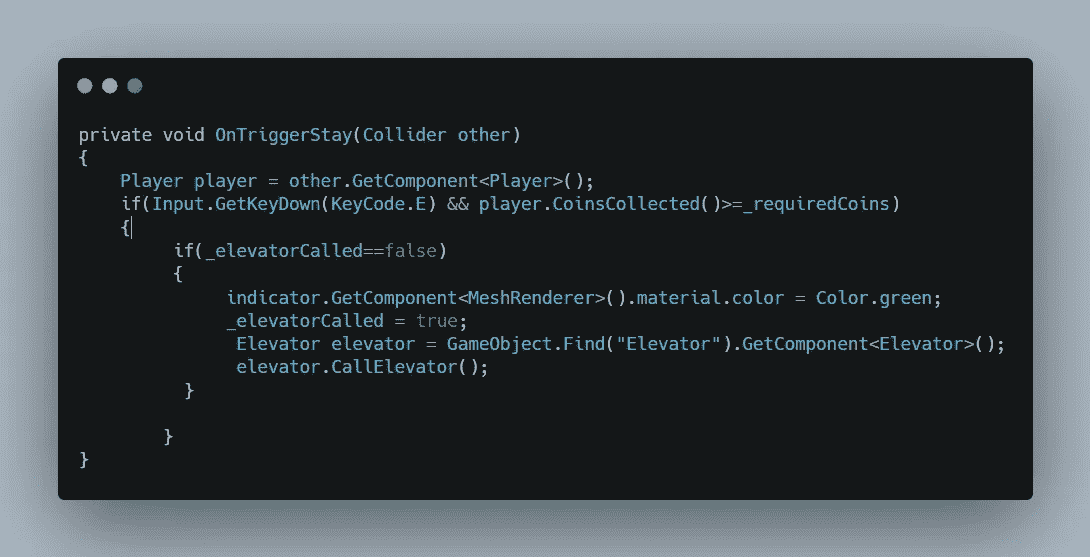 private void OnTriggerStay(Collider other)
{
    Player player = other.GetComponent<Player>();
    if(Input.GetKeyDown(KeyCode.E) && player.CoinsCollected()>=_requiredCoins)
    {
         if(_elevatorCalled==false)
         {
              indicator.GetComponent<MeshRenderer>().material.color = Color.green;
              _elevatorCalled = true;
               Elevator elevator = GameObject.Find("Elevator").GetComponent<Elevator>();
               elevator.CallElevator();
          }

        }
}